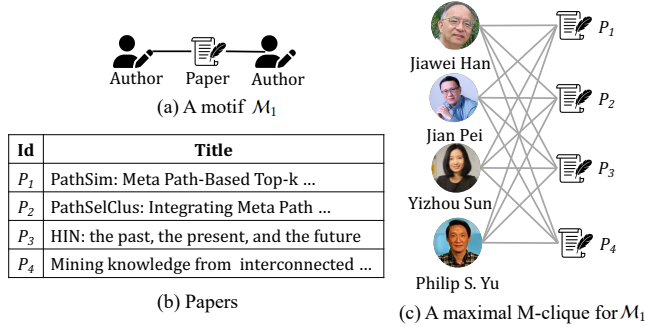 Author Paper Author
(a) A motif M1
Id Title
P1 PathSim: Meta Path-Based Top-k ...
P2 PathSelClus: Integrating Meta Path ...
P3 HIN: the past, the present, and the future
P4 Mining knowledge from interconnected ...
(b) Papers
Jiawei Han
Jian Pei
Yizhou Sun
Philip S. Yu
P1
P2
P3
P4
(c) A maximal M-clique for M1